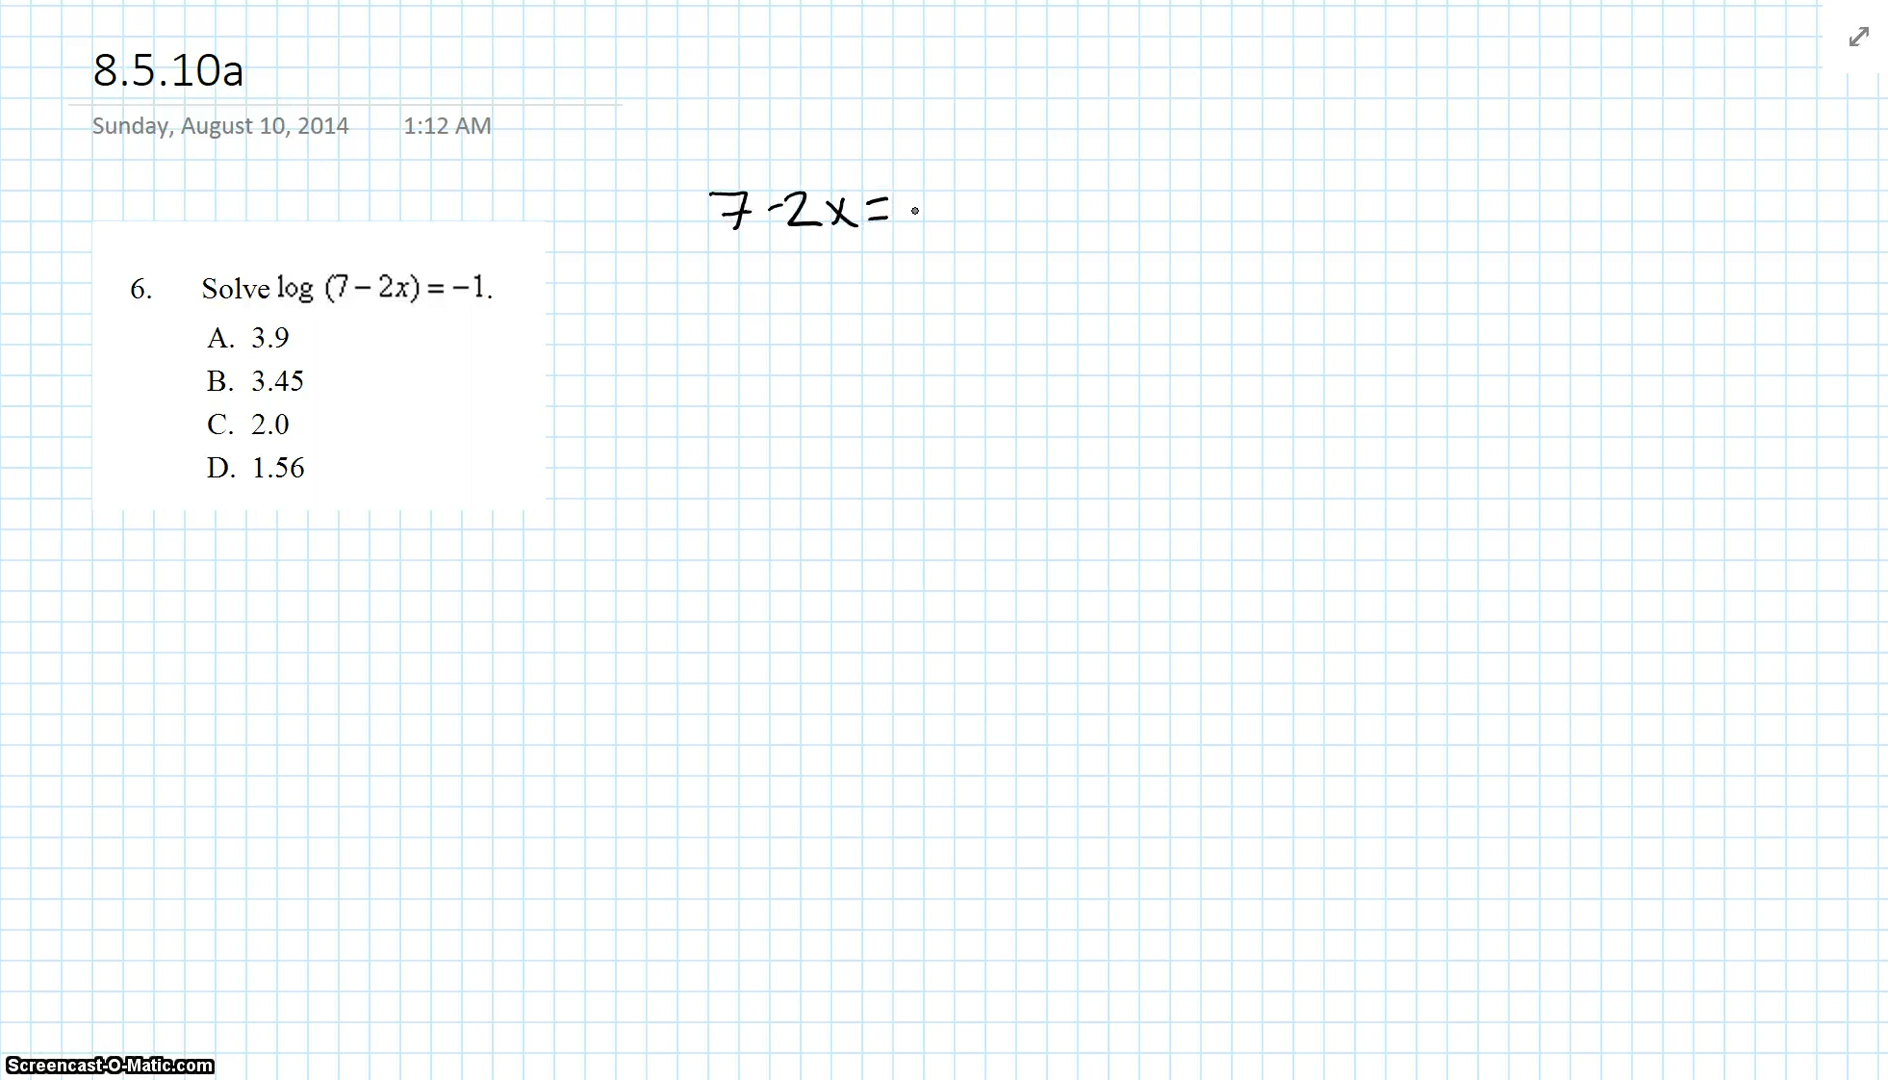 8.5.10a
Sunday, August 10, 2014 1:12 AM
7 - 2x =
6. Solve log (7 − 2x) = −1.
A. 3.9
B. 3.45
C. 2.0
D. 1.56
Screencast-O-Matic.com